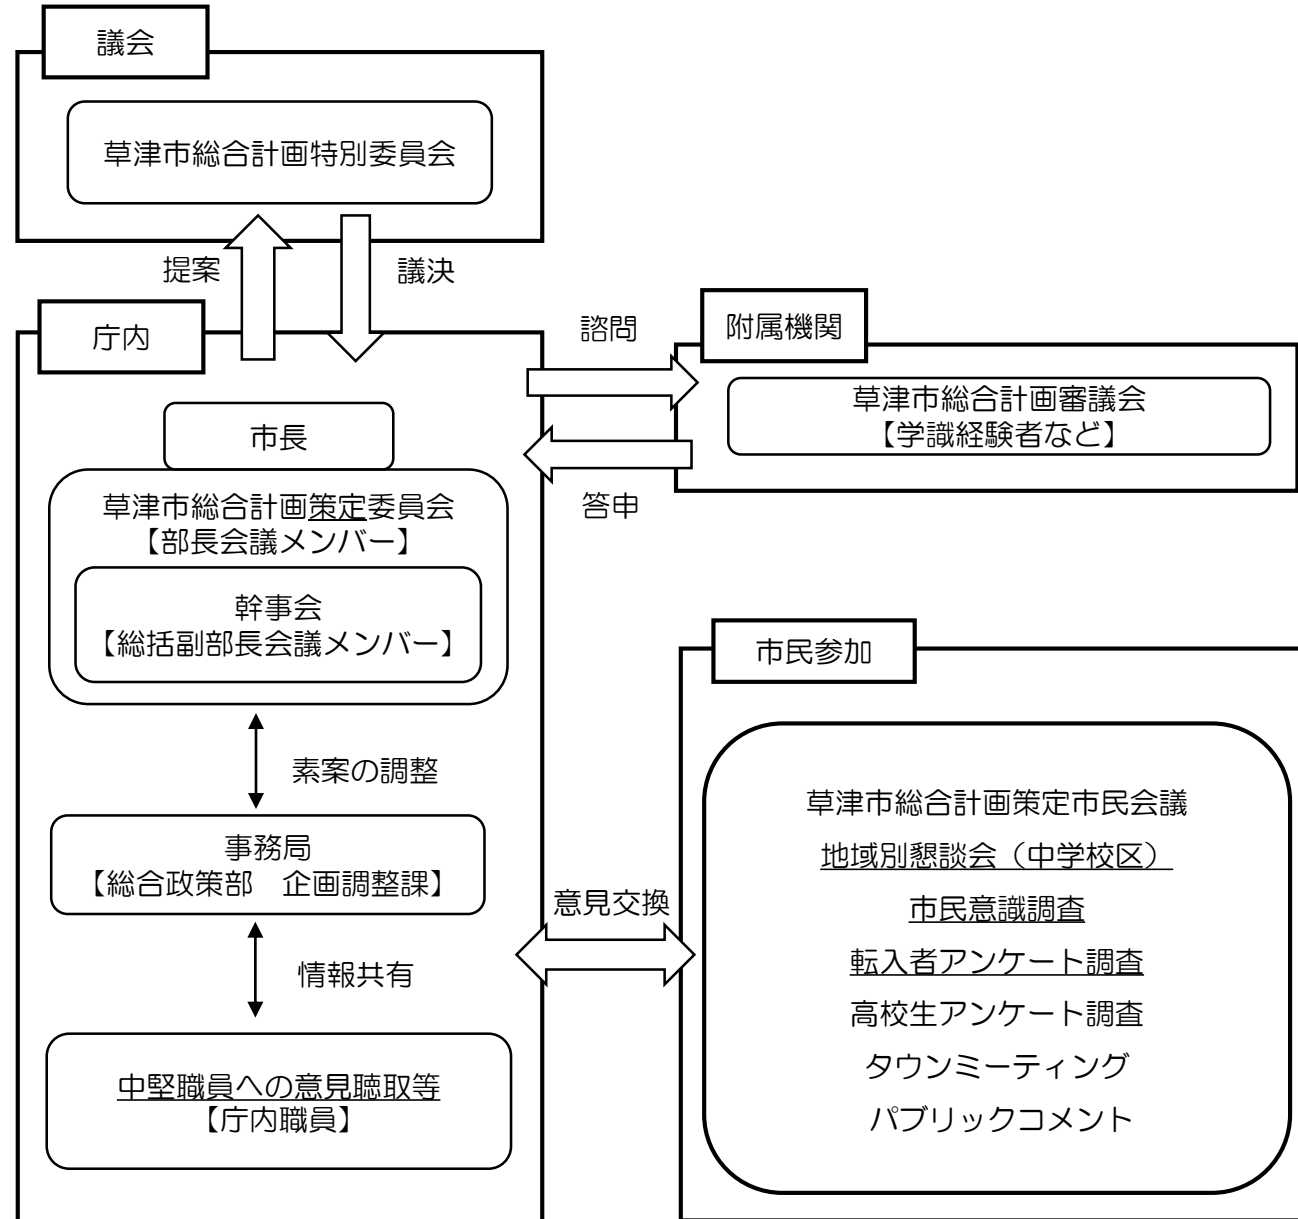 議会
草津市総合計画特別委員会
提案
議決
庁内
市長
草津市総合計画策定委員会
【部長会議メンバー】
幹事会
【総括副部長会議メンバー】
素案の調整
事務局
【総合政策部　企画調整課】
情報共有
中堅職員への意見聴取等
【庁内職員】
諮問
答申
附属機関
草津市総合計画審議会
【学識経験者など】
意見交換
市民参加
草津市総合計画策定市民会議
地域別懇談会（中学校区）
市民意識調査
転入者アンケート調査
高校生アンケート調査
タウンミーティング
パブリックコメント